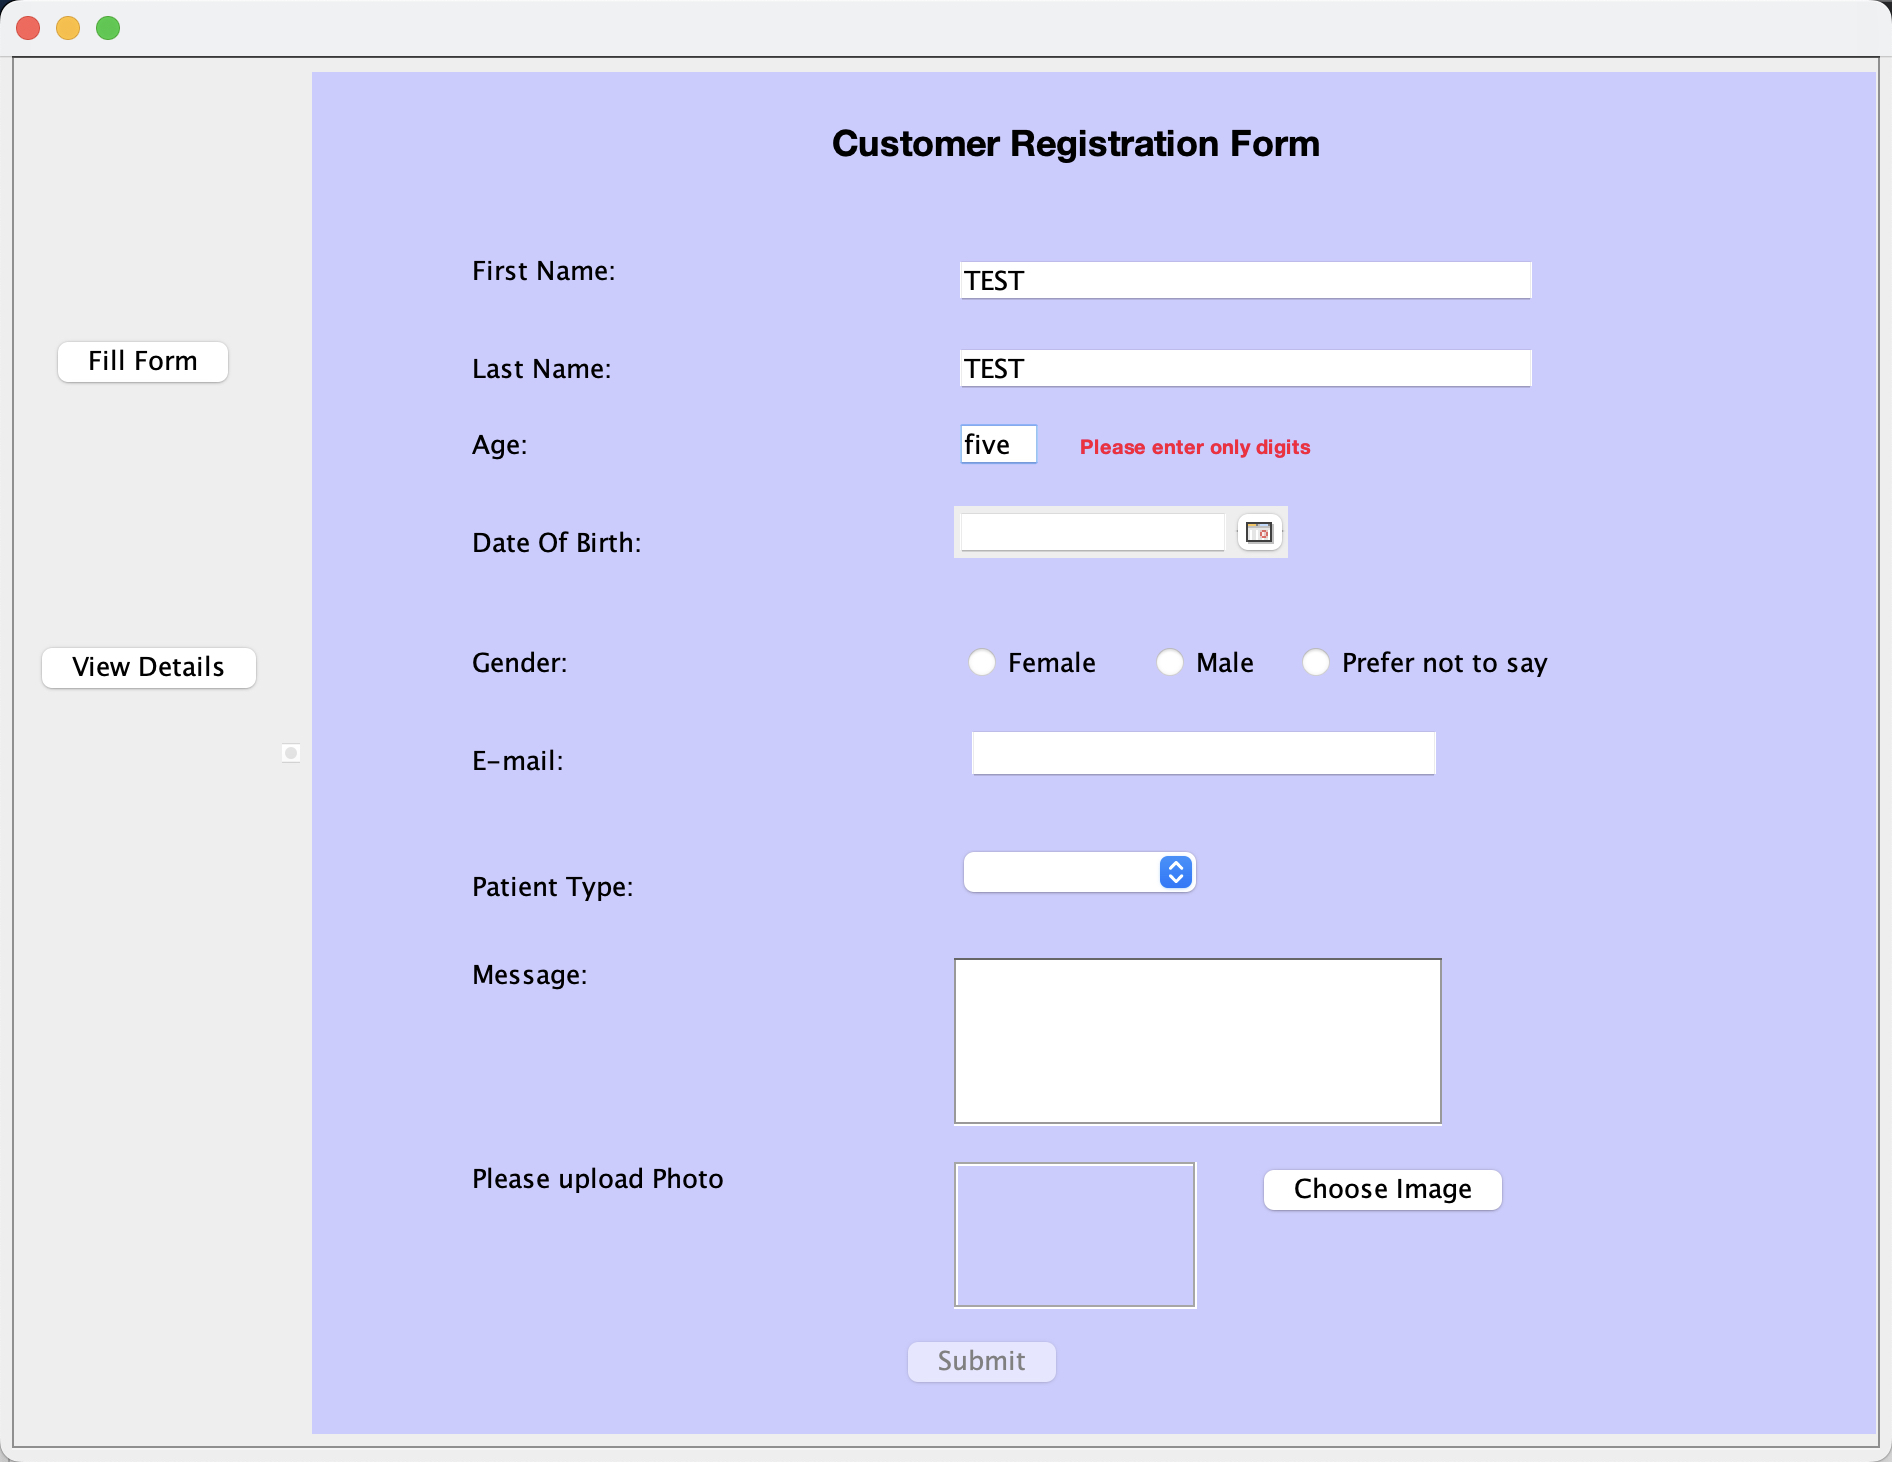 Customer Registration Form
First Name: TEST
Fill Form
Last Name: TEST
Age: five Please enter only digits
Date Of Birth:
View Details
Gender: Female Male Prefer not to say
E-mail:
Patient Type:
Message:
Please upload Photo Choose Image
Submit